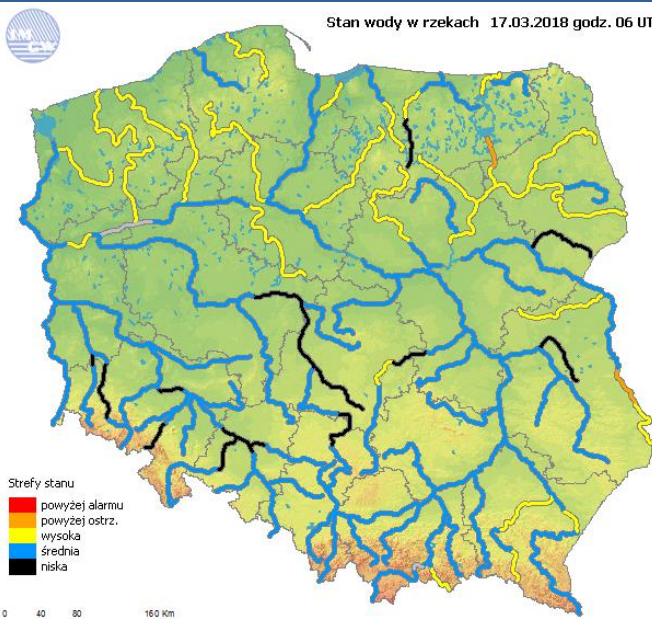 Stan wody w rzekach 17.03.2018 godz. 06 UT
Strefy stanu
powyżej alarmu
powyżej ostrz.
wysoka
średnia
niska
0 40 80 160 Km